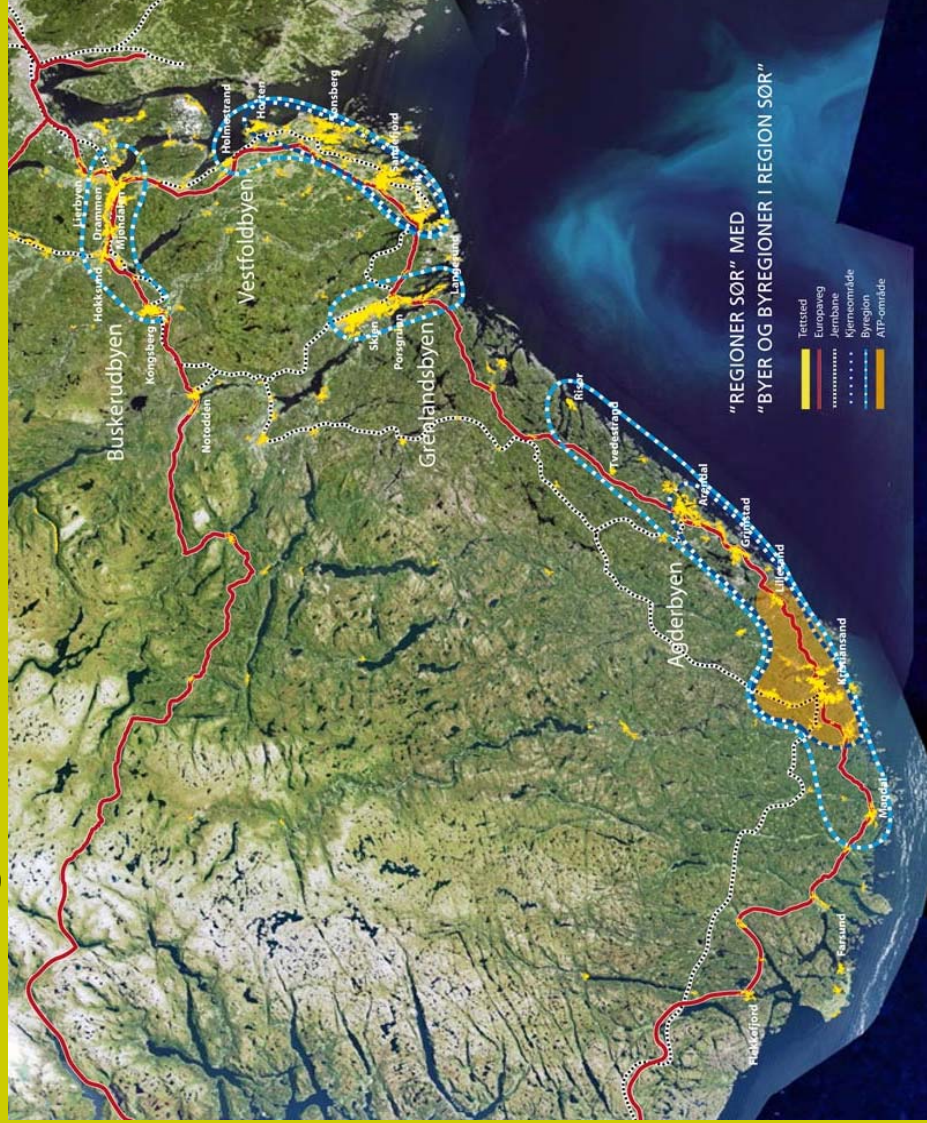 "REGIONER SØR" MED
"BYER OG BYREGIONER I REGION SØR"
Tettsted
Europaveg
Jernbane
Kjerneområde
Byregion
ATP-område
Buskerudbyen
Hokksund
Lierbyen
Drammen
Mjøndalen
Kongsberg
Notodden
Vestfoldbyen
Holmestrand
Horten
Tønsberg
Sandefjord
Larvik
Grenlandsbyen
Skien
Porsgrunn
Langesund
Agderbyen
Risør
Tvedestrand
Arendal
Grimstad
Lillesand
Kristiansand
Mandal
Farsund
Flekkefjord